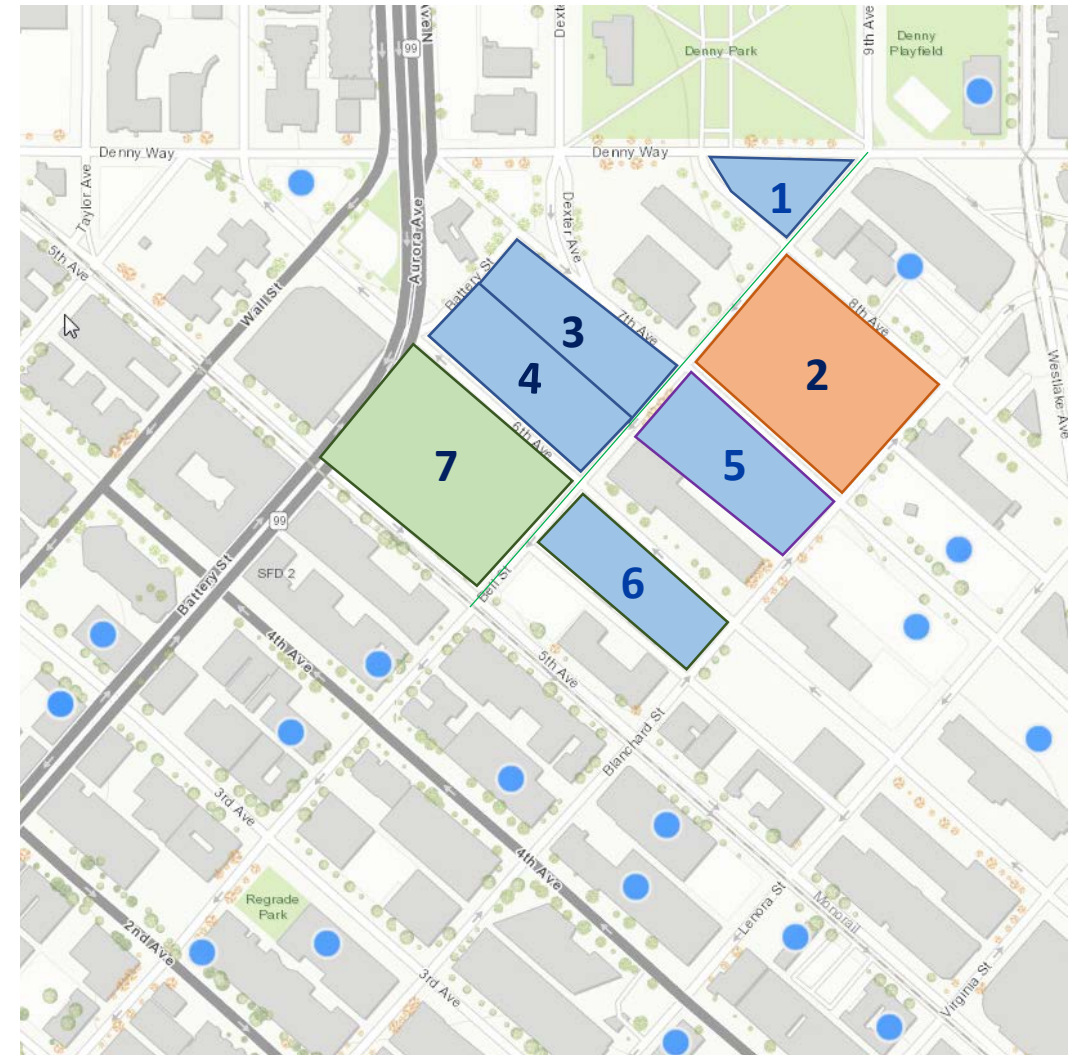 Aurora Ave N
99
Dext
9th Ave
Denny Park
Denny
Playfield
Denny Way
Denny Way
Taylor Ave
1
5th Ave
Wall St
Aurora Ave
Battery St
Dexter Ave
7th Ave
8th Ave
Westlake Ave
3
4
2
6th Ave
7
5
99
SFD 2
Battery St
Bell St
6
4th Ave
5th Ave
Blanchard St
3rd Ave
4th Ave
Regrade
Park
Lenora St
Monorail
2nd Ave
3rd Ave
Virginia St